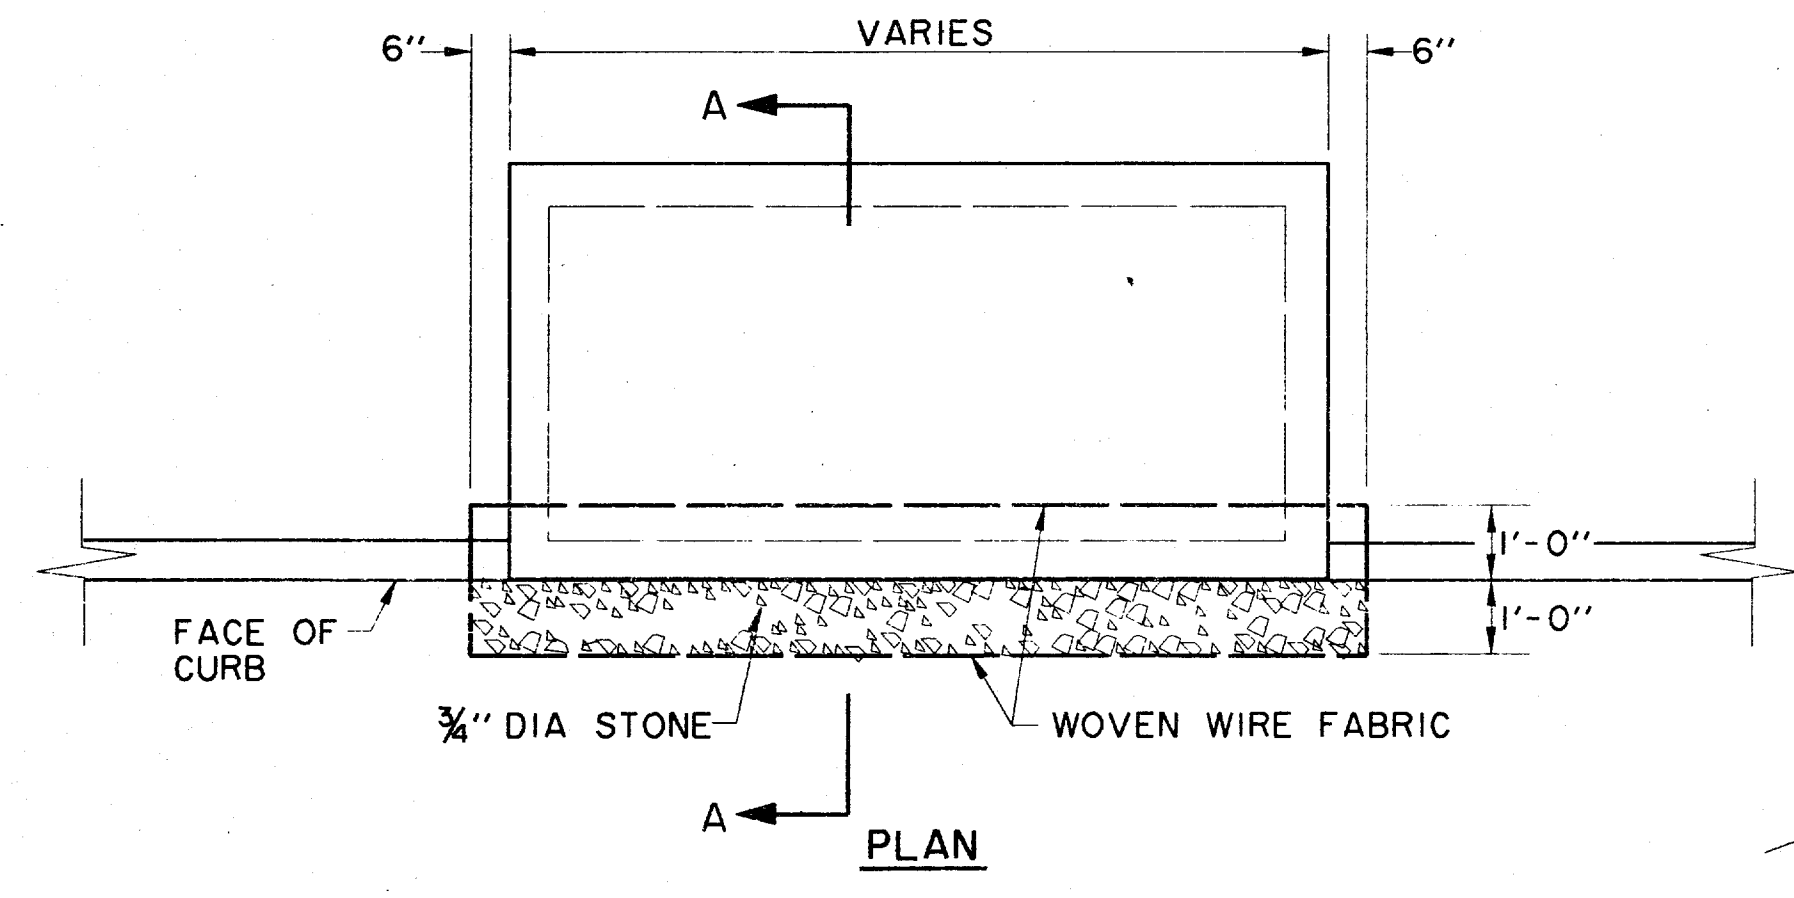 VARIES
6"
6"
A
1'-0"
1'-0"
FACE OF
CURB
3/4" DIA STONE
WOVEN WIRE FABRIC
A
PLAN